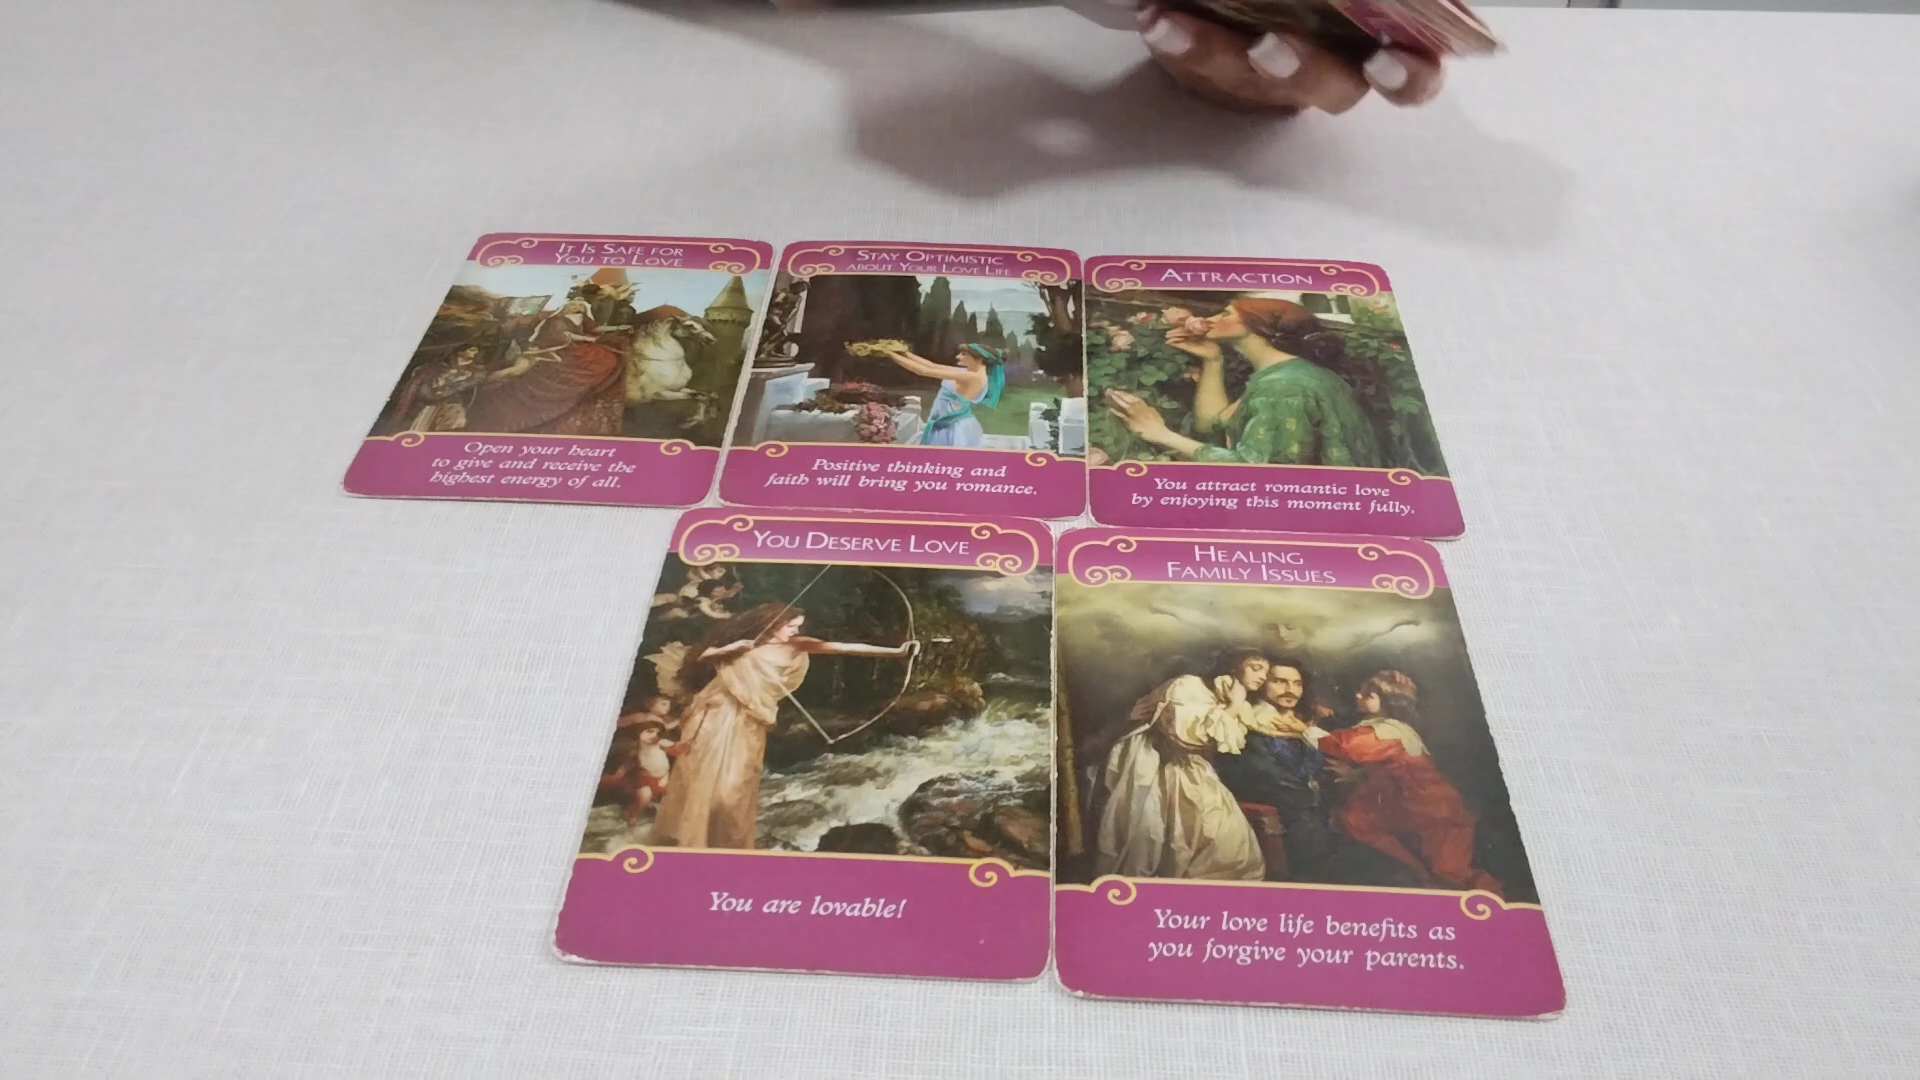 IT IS SAFE FOR
YOU TO LOVE
Open your heart
to give and receive the
highest energy of all.
STAY OPTIMISTIC
ABOUT YOUR LOVE LIFE
Positive thinking and
faith will bring you romance.
ATTRACTION
You attract romantic love
by enjoying this moment fully.
YOU DESERVE LOVE
You are lovable!
HEALING
FAMILY ISSUES
Your love life benefits as
you forgive your parents.